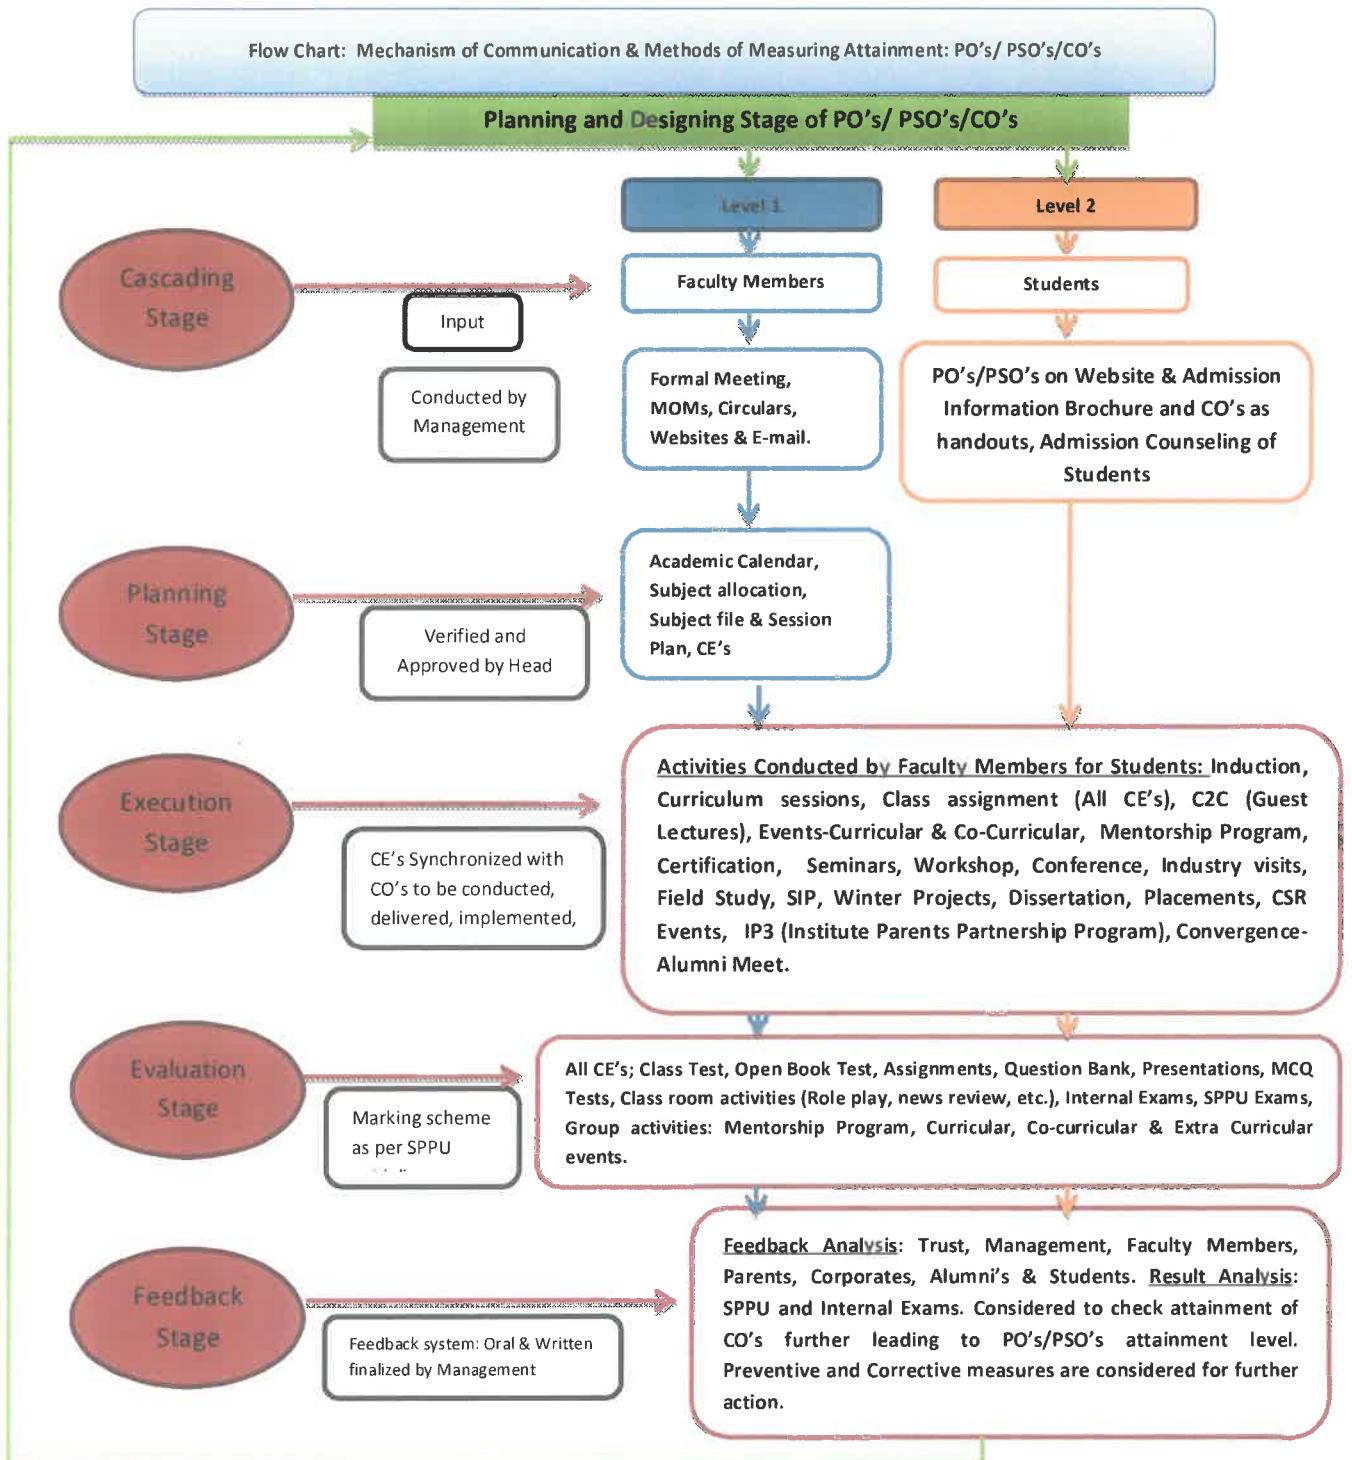 Flow Chart: Mechanism of Communication & Methods of Measuring Attainment: PO's/ PSO's/CO's
Planning and Designing Stage of PO's/ PSO's/CO's
Level 1
Level 2
Cascading
Stage
Input
Conducted by
Management
Faculty Members
Students
Formal Meeting,
MOMs, Circulars,
Websites & E-mail.
PO's/PSO's on Website & Admission
Information Brochure and CO's as
handouts, Admission Counseling of
Students
Planning
Stage
Verified and
Approved by Head
Academic Calendar,
Subject allocation,
Subject file & Session
Plan, CE's
Execution
Stage
CE's Synchronized with
CO's to be conducted,
delivered, implemented,
Activities Conducted by Faculty Members for Students: Induction,
Curriculum sessions, Class assignment (All CE's), C2C (Guest
Lectures), Events-Curricular & Co-Curricular, Mentorship Program,
Certification, Seminars, Workshop, Conference, Industry visits,
Field Study, SIP, Winter Projects, Dissertation, Placements, CSR
Events, IP3 (Institute Parents Partnership Program), Convergence-
Alumni Meet.
Evaluation
Stage
Marking scheme
as per SPPU
All CE's; Class Test, Open Book Test, Assignments, Question Bank, Presentations, MCQ
Tests, Class room activities (Role play, news review, etc.), Internal Exams, SPPU Exams,
Group activities: Mentorship Program, Curricular, Co-curricular & Extra Curricular
events.
Feedback
Stage
Feedback system: Oral & Written
finalized by Management
Feedback Analysis: Trust, Management, Faculty Members,
Parents, Corporates, Alumni's & Students. Result Analysis:
SPPU and Internal Exams. Considered to check attainment of
CO's further leading to PO's/PSO's attainment level.
Preventive and Corrective measures are considered for further
action.